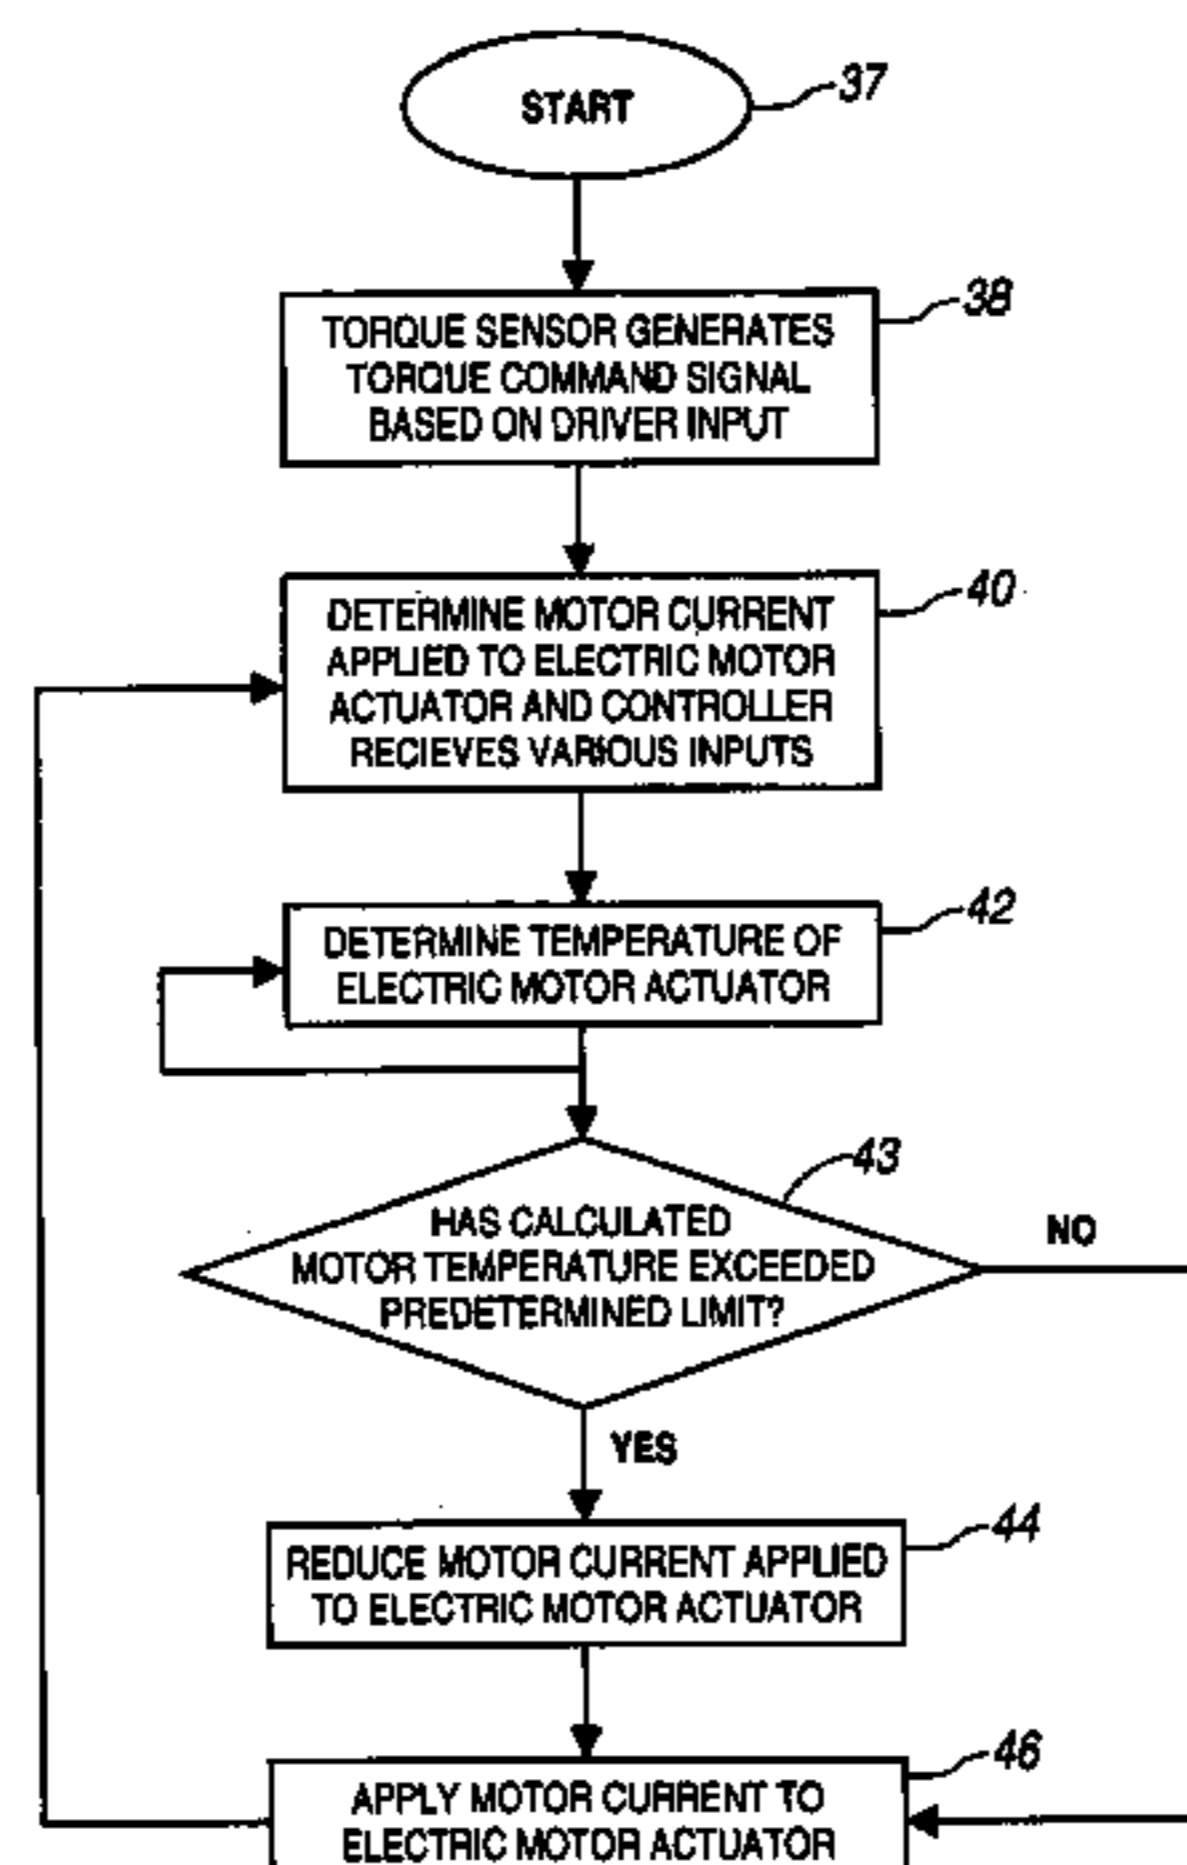 START
37
TORQUE SENSOR GENERATES
TORQUE COMMAND SIGNAL
BASED ON DRIVER INPUT
38
DETERMINE MOTOR CURRENT
APPLIED TO ELECTRIC MOTOR
ACTUATOR AND CONTROLLER
RECIEVES VARIOUS INPUTS
40
DETERMINE TEMPERATURE OF
ELECTRIC MOTOR ACTUATOR
42
HAS CALCULATED
MOTOR TEMPERATURE EXCEEDED
PREDETERMINED LIMIT?
43
NO
YES
REDUCE MOTOR CURRENT APPLIED
TO ELECTRIC MOTOR ACTUATOR
44
APPLY MOTOR CURRENT TO
ELECTRIC MOTOR ACTUATOR
46